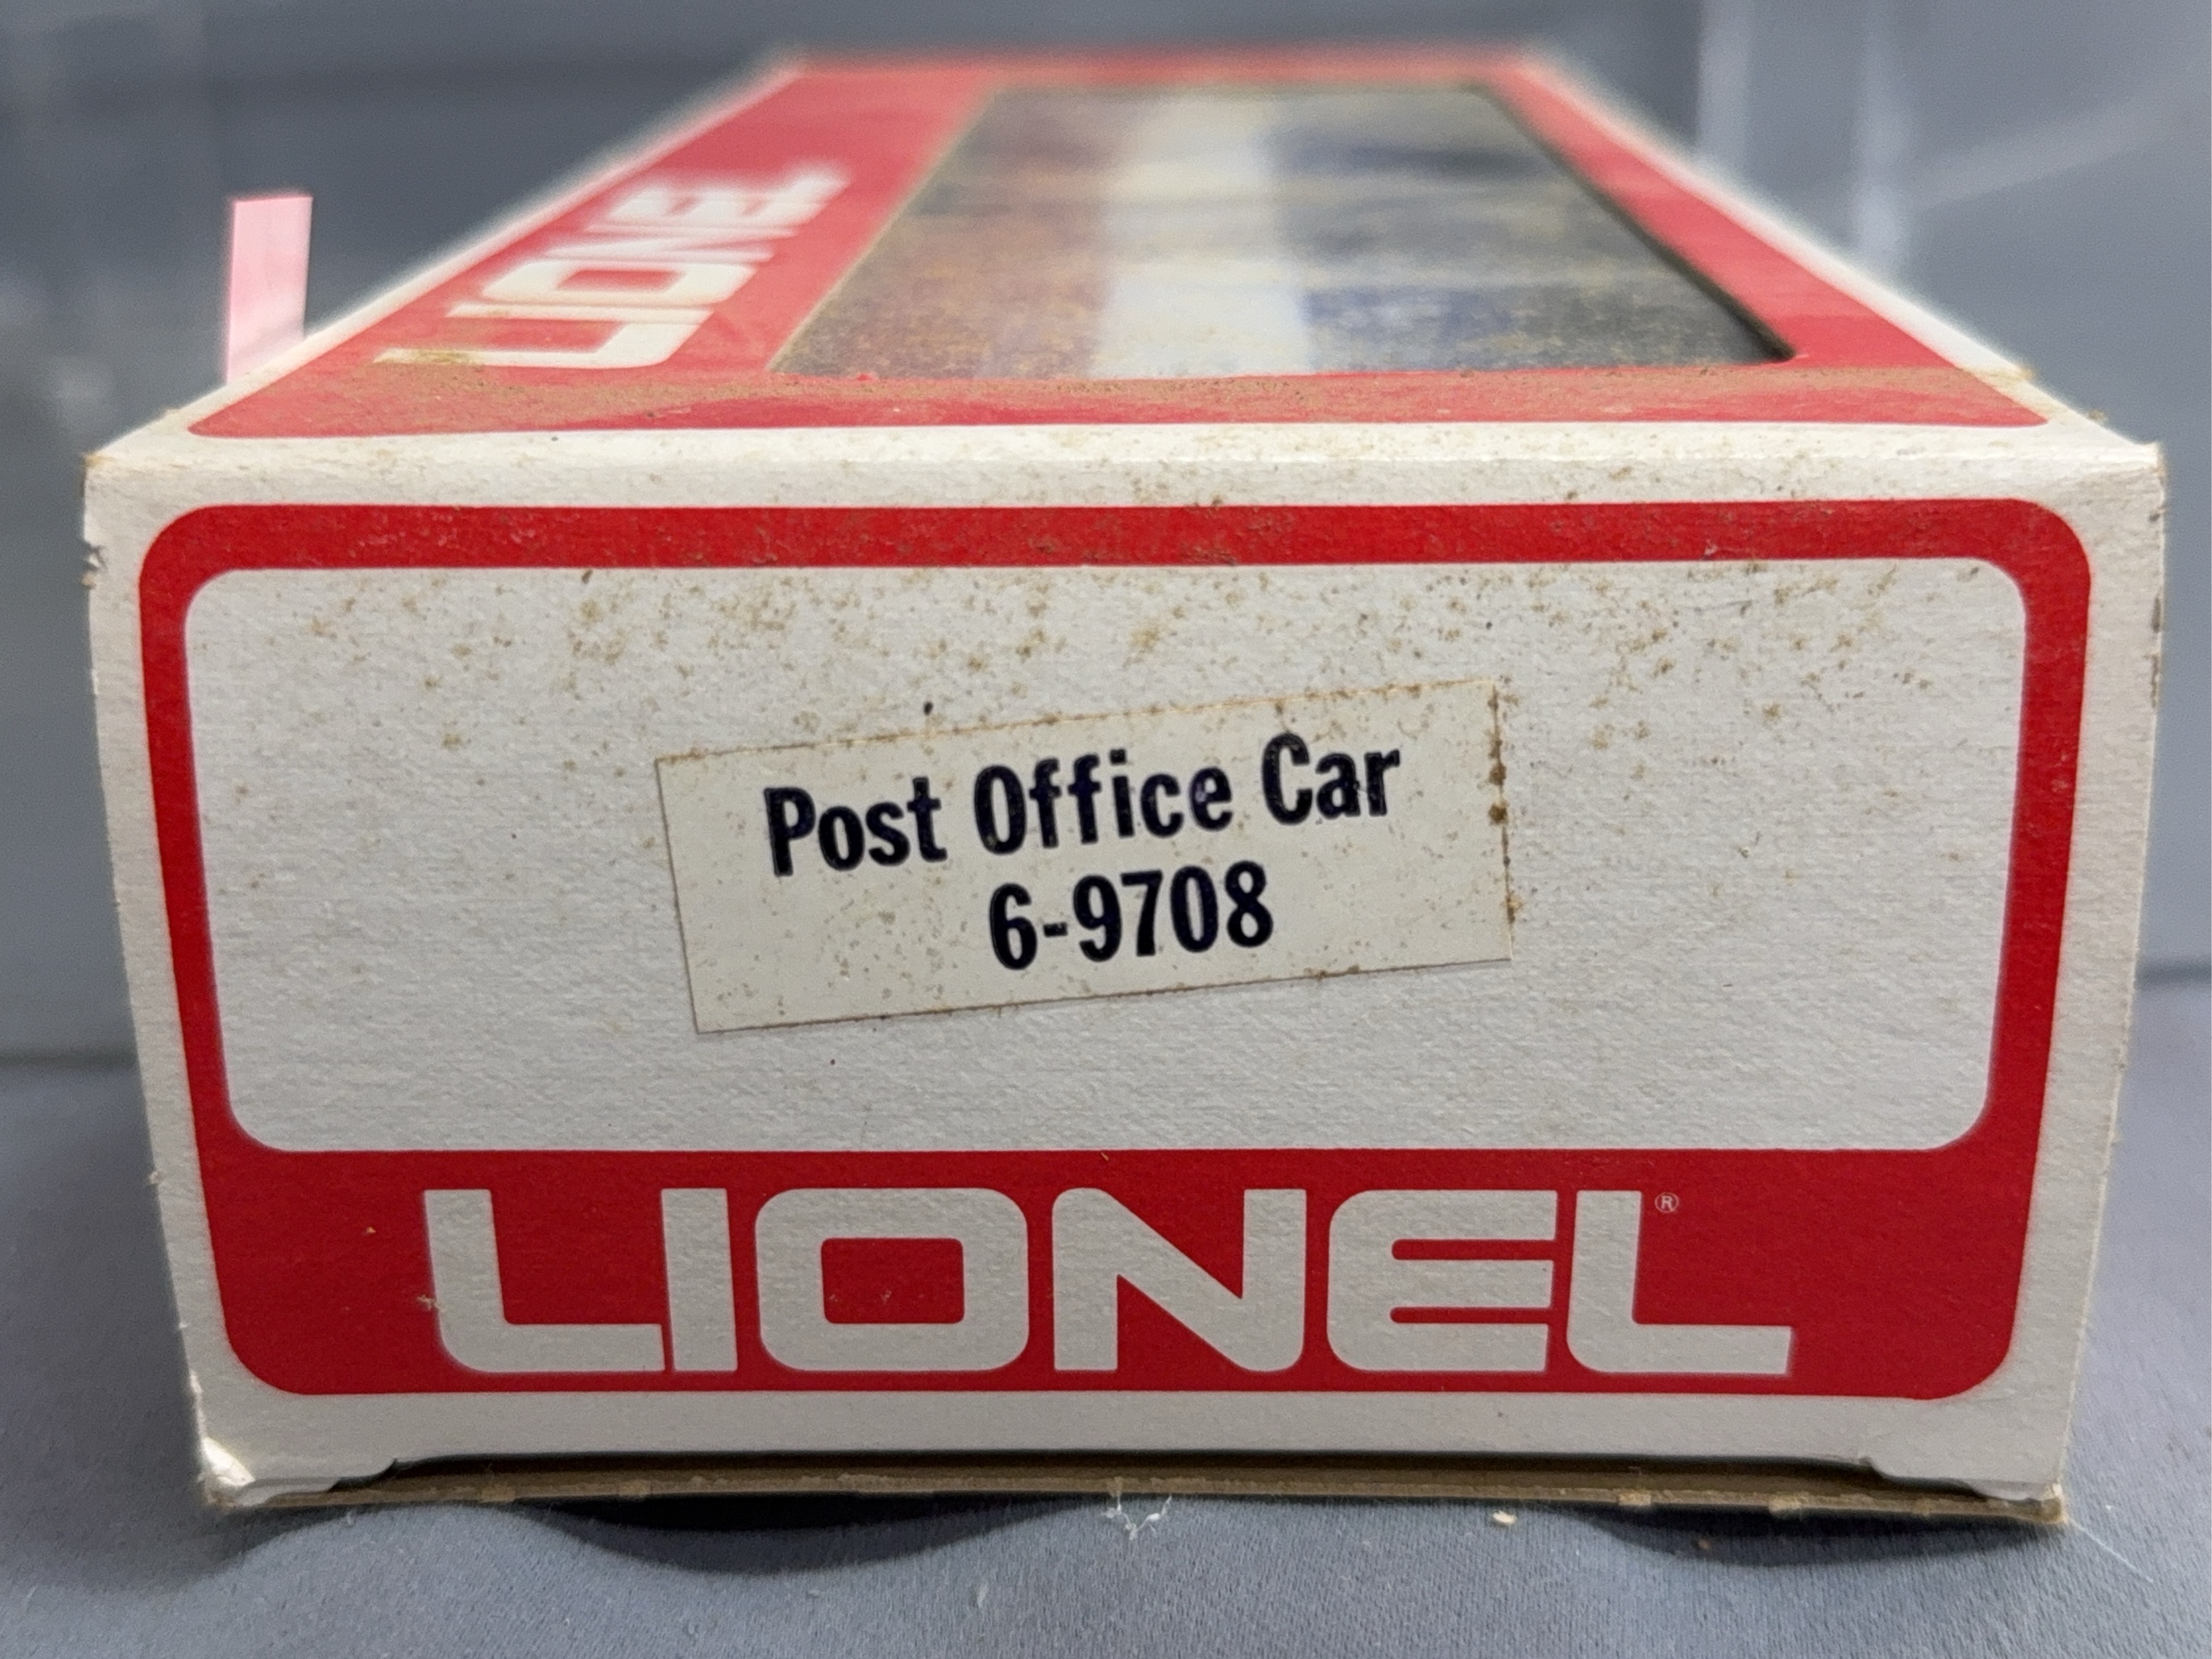 LIONEL
Post Office Car
6-9708
LIONEL®